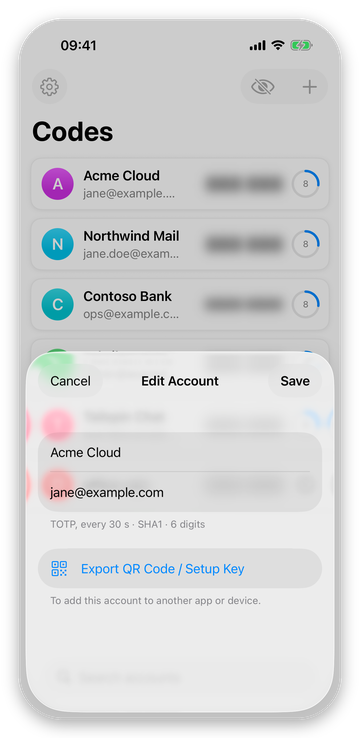 09:41
Codes
A
Acme Cloud
jane@example....
8
N
Northwind Mail
jane.doe@exam...
8
C
Contoso Bank
ops@example.c...
8
Cancel
Edit Account
Save
Acme Cloud
jane@example.com
TOTP, every 30 s · SHA1 · 6 digits
Export QR Code / Setup Key
To add this account to another app or device.
Search accounts